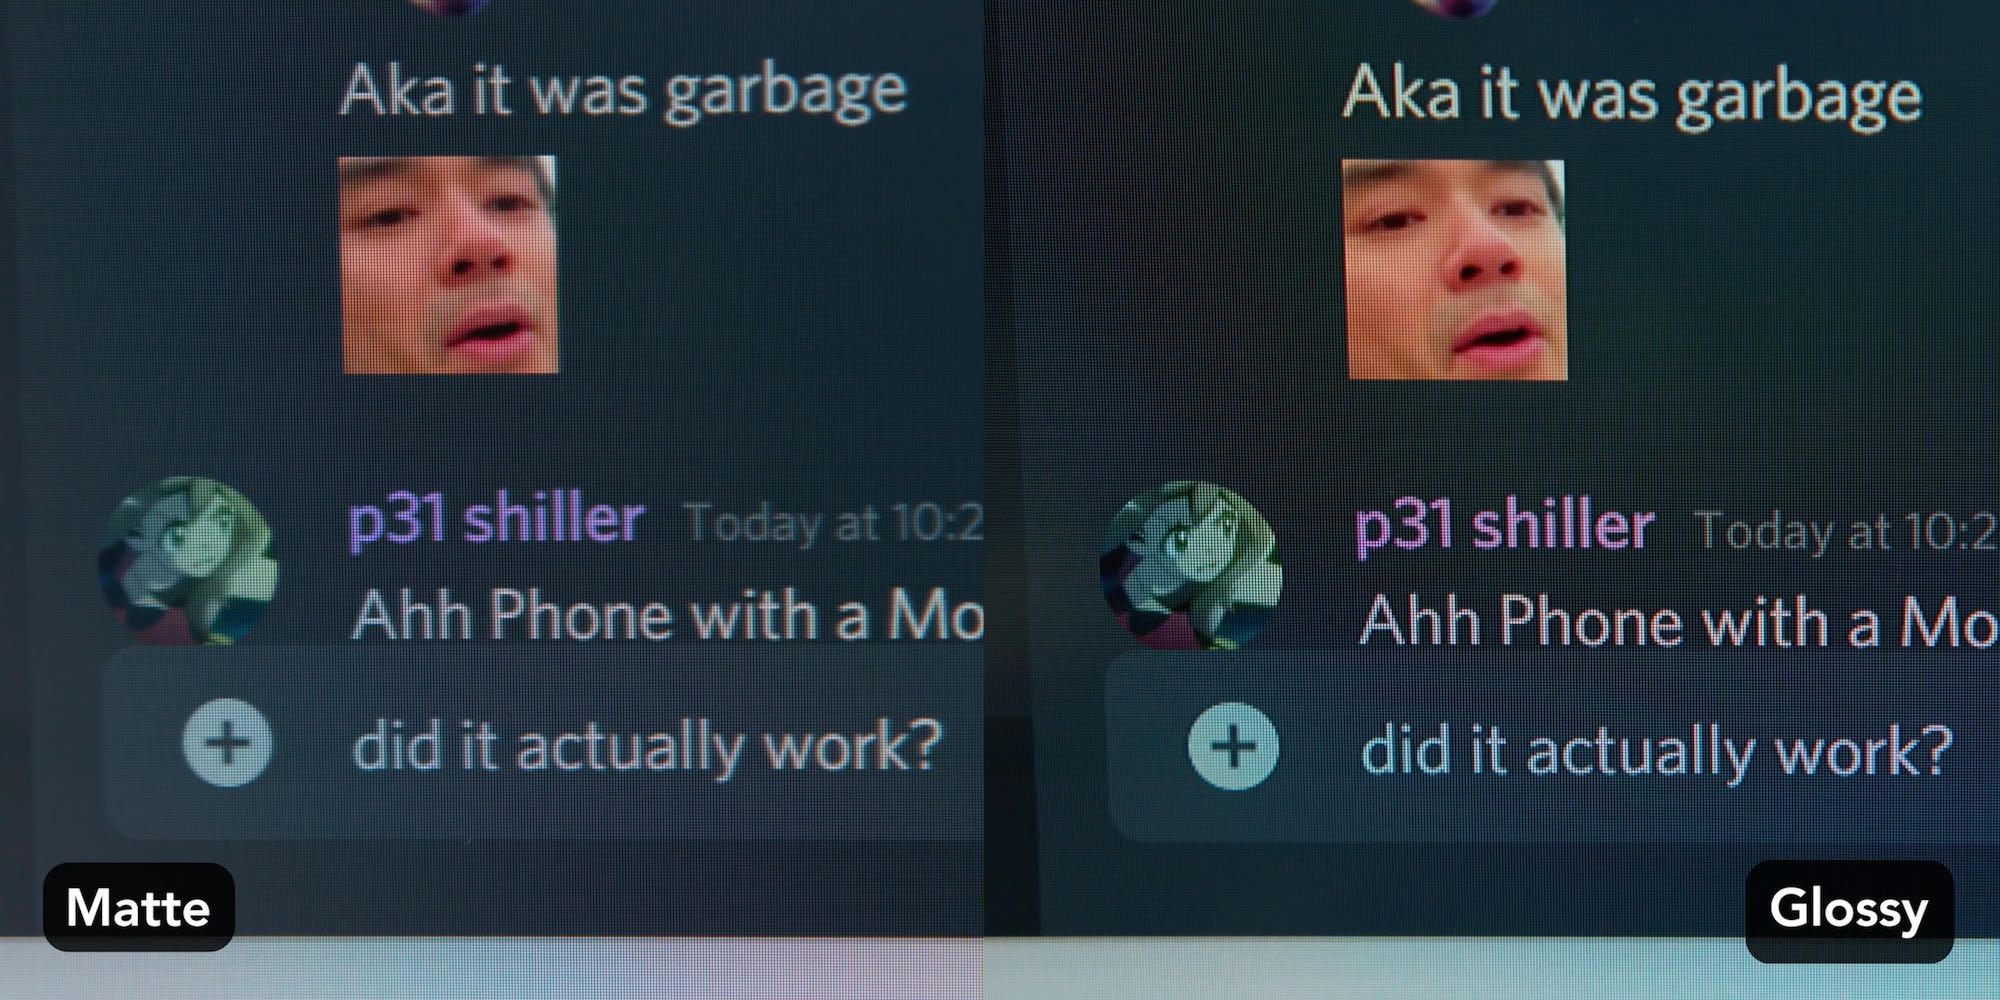 Aka it was garbage
p31 shiller Today at 10:2
Ahh Phone with a Mo
did it actually work?
Matte
Aka it was garbage
p31 shiller Today at 10:2
Ahh Phone with a Mo
did it actually work?
Glossy